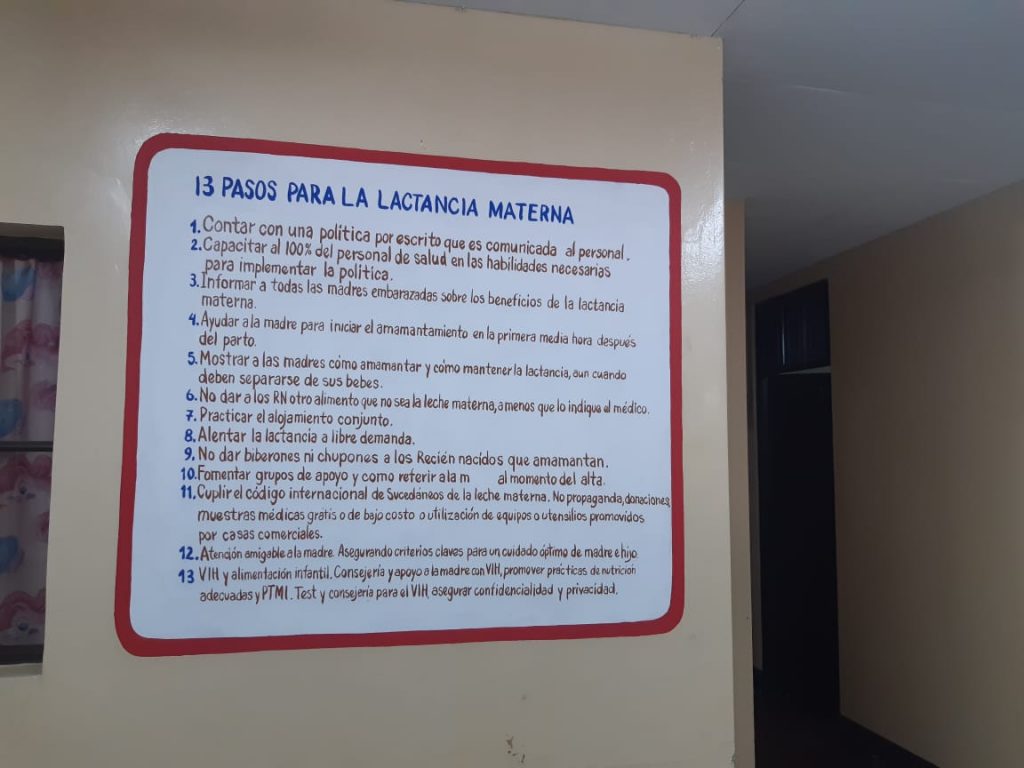 13 PASOS PARA LA LACTANCIA MATERNA
1. Contar con una política por escrito que es comunicada al personal.
2. Capacitar al 100% del personal de salud en las habilidades necesarias
para implementar la política.
3. Informar a todas las madres embarazadas sobre los beneficios de la lactancia
materna.
4. Ayudar a la madre para iniciar el amamantamiento en la primera media hora después
del parto.
5. Mostrar a las madres cómo amamantar y cómo mantener la lactancia, aun cuando
deben separarse de sus bebes.
6. No dar a los RN otro alimento que no sea la leche materna, a menos que lo indique el médico.
7. Practicar el alojamiento conjunto.
8. Alentar la lactancia a libre demanda.
9. No dar biberones ni chupones a los Recién nacidos que amamantan.
10. Fomentar grupos de apoyo y como referir a la m al momento del alta.
11. Cuplir el código internacional de Sucedáneos de la leche materna. No propaganda, donaciones,
muestras médicas gratis o de bajo costo o utilización de equipos o utensilios promovidos
por casas comerciales.
12. Atención amigable a la madre. Asegurando criterios claves para un cuidado óptimo de madre e hijo.
13 VIH y alimentación infantil. Consejería y apoyo a la madre con VIH, promover prácticas de nutrición
adecuadas y PTMI. Test y consejería para el VIH, asegurar confidencialidad y privacidad.